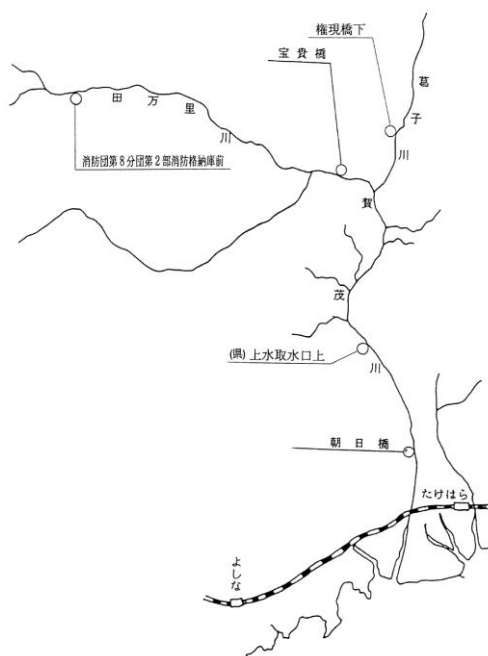 権現橋下
宝貴橋
葛子川
田万里川
消防団第8分団第2部消防格納庫前
賀茂川
(県)上水取水口上
朝日橋
たけはら
よしな